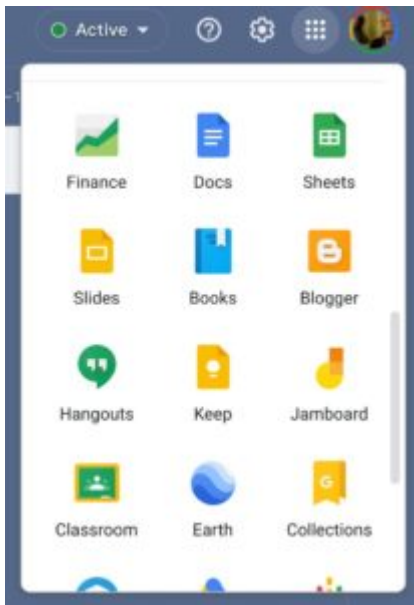 Active
Finance Docs Sheets
Slides Books Blogger
Hangouts Keep Jamboard
Classroom Earth Collections